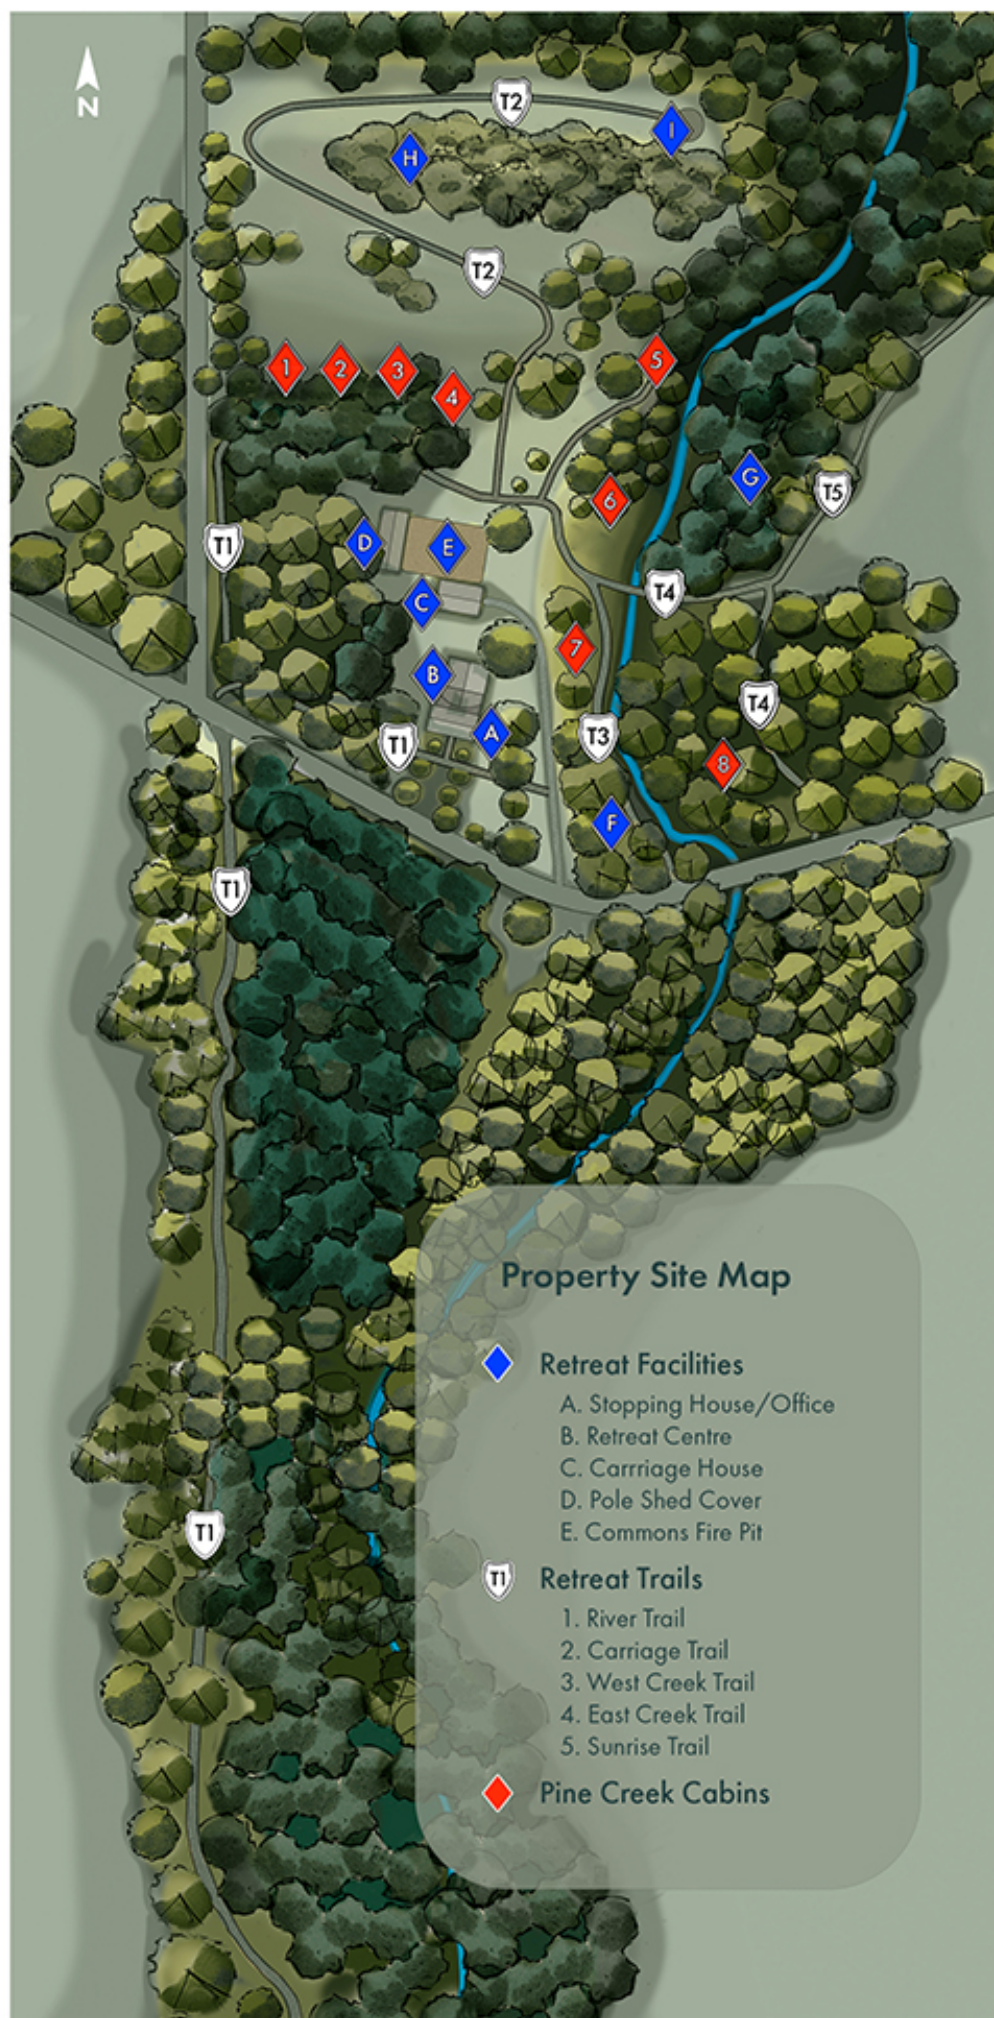 N
T2
I
H
T2
1
2
3
4
5
6
G
T5
T1
D
E
C
T4
7
B
T4
T1
A
T3
8
F
T1
Property Site Map
Retreat Facilities
A. Stopping House/Office
B. Retreat Centre
C. Carrriage House
D. Pole Shed Cover
E. Commons Fire Pit
T1
T1 Retreat Trails
1. River Trail
2. Carriage Trail
3. West Creek Trail
4. East Creek Trail
5. Sunrise Trail
Pine Creek Cabins